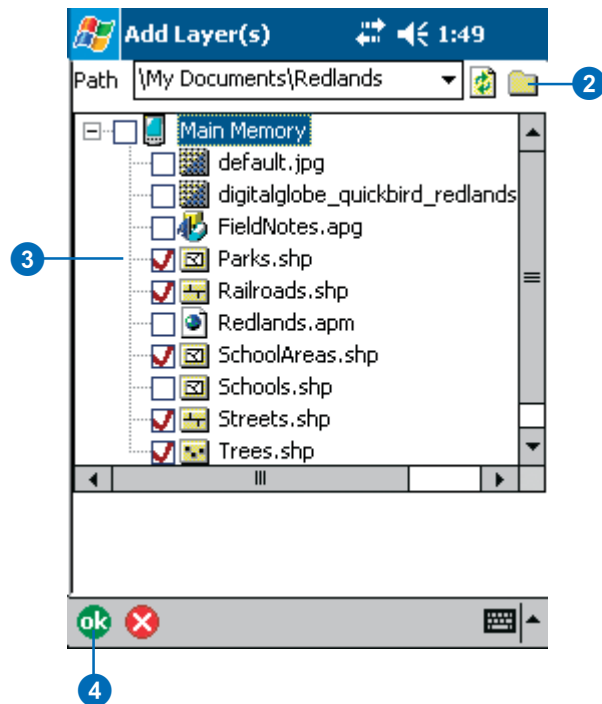 Add Layer(s) 1:49
Path \My Documents\Redlands
2
Main Memory
default.jpg
digitalglobe_quickbird_redlands
FieldNotes.apg
3
Parks.shp
Railroads.shp
Redlands.apm
SchoolAreas.shp
Schools.shp
Streets.shp
Trees.shp
ok
4